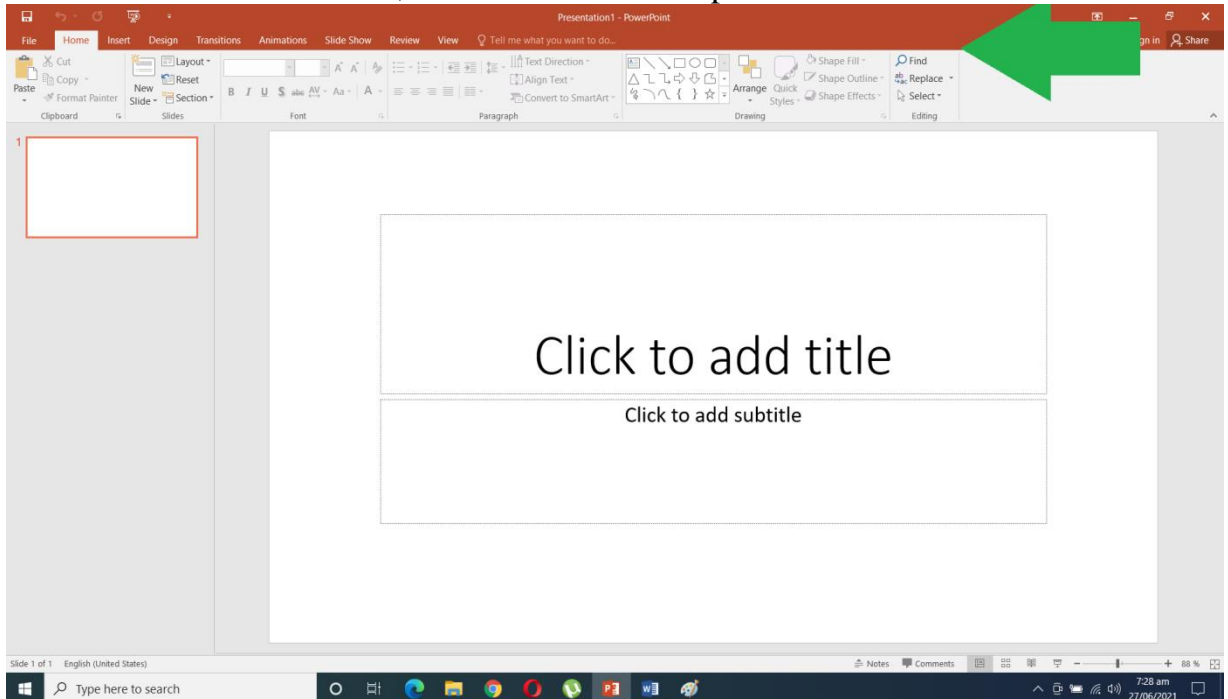 Presentation1 - PowerPoint
File Home Insert Design Transitions Animations Slide Show Review View Tell me what you want to do... Share
Paste
Cut
Copy
Format Painter
Clipboard
New Slide
Layout
Reset
Section
Slides
B I U S abc AV Aa A
Font
Text Direction
Align Text
Convert to SmartArt
Paragraph
Arrange
Quick Styles
Shape Fill
Shape Outline
Shape Effects
Drawing
Find
Replace
Select
Editing
1
Click to add title
Click to add subtitle
Slide 1 of 1 English (United States) Notes Comments 88 %
Type here to search
7:28 am
27/06/2021